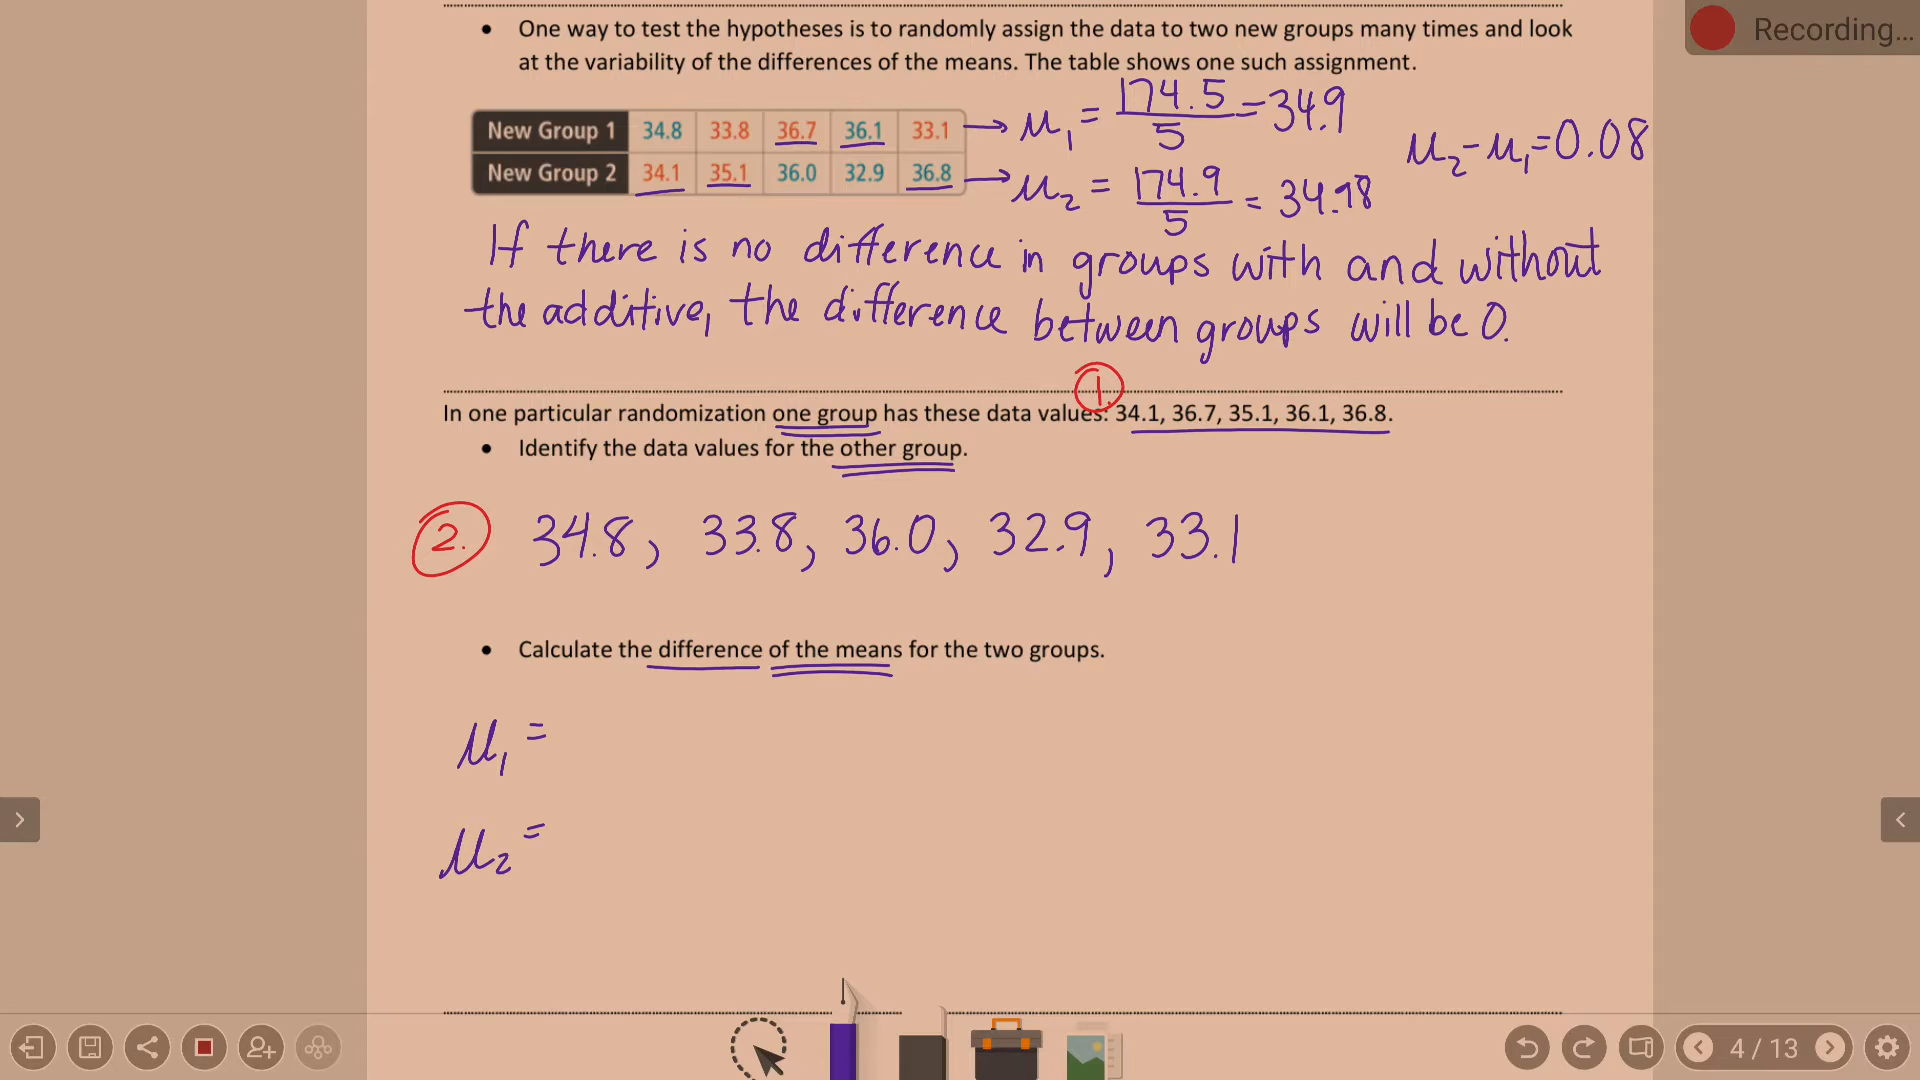 Recording...
• One way to test the hypotheses is to randomly assign the data to two new groups many times and look
at the variability of the differences of the means. The table shows one such assignment.
New Group 1 34.8 33.8 36.7 36.1 33.1
New Group 2 34.1 35.1 36.0 32.9 36.8
μ₁ = 174.5/5 = 34.9
μ₂ = 174.9/5 = 34.98
μ₂-μ₁=0.08
If there is no difference in groups with and without
the additive, the difference between groups will be 0.
1.
In one particular randomization one group has these data values: 34.1, 36.7, 35.1, 36.1, 36.8.
• Identify the data values for the other group.
2. 34.8, 33.8, 36.0, 32.9, 33.1
• Calculate the difference of the means for the two groups.
μ₁ =
μ₂ =
4 / 13